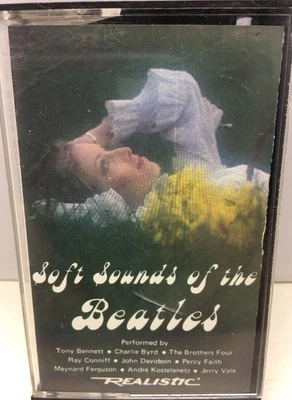 Soft Sounds of the
Beatles
Performed by
Tony Bennett • Charlie Byrd • The Brothers Four
Ray Conniff • John Davidson • Percy Faith
Maynard Ferguson • Andre Kostelanetz • Jerry Vale
REALISTIC